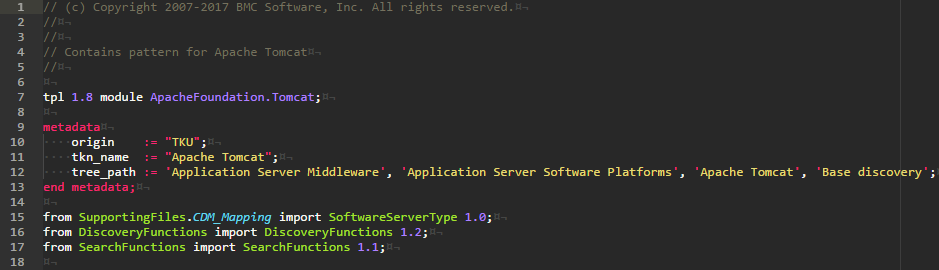 1 // (c) Copyright 2007-2017 BMC Software, Inc. All rights reserved.¤¬
2 //¤¬
3 //¤¬
4 // Contains pattern for Apache Tomcat¤¬
5 //¤¬
6 ¤¬
7 tpl 1.8 module ApacheFoundation.Tomcat;¤¬
8 ¤¬
9 metadata¤¬
10 ····origin    := "TKU";¤¬
11 ····tkn_name  := "Apache Tomcat";¤¬
12 ····tree_path := 'Application Server Middleware', 'Application Server Software Platforms', 'Apache Tomcat', 'Base discovery';
13 end metadata;¤¬
14 ¤¬
15 from SupportingFiles.CDM_Mapping import SoftwareServerType 1.0;¤¬
16 from DiscoveryFunctions import DiscoveryFunctions 1.2;¤¬
17 from SearchFunctions import SearchFunctions 1.1;¤¬
18 ¤¬